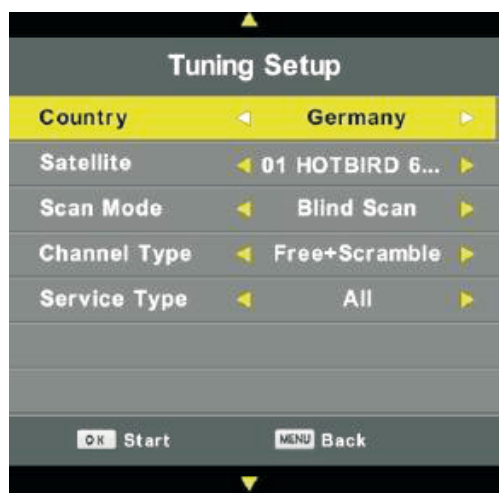 Tuning Setup
Country Germany
Satellite 01 HOTBIRD 6...
Scan Mode Blind Scan
Channel Type Free+Scramble
Service Type All
OK Start MENU Back